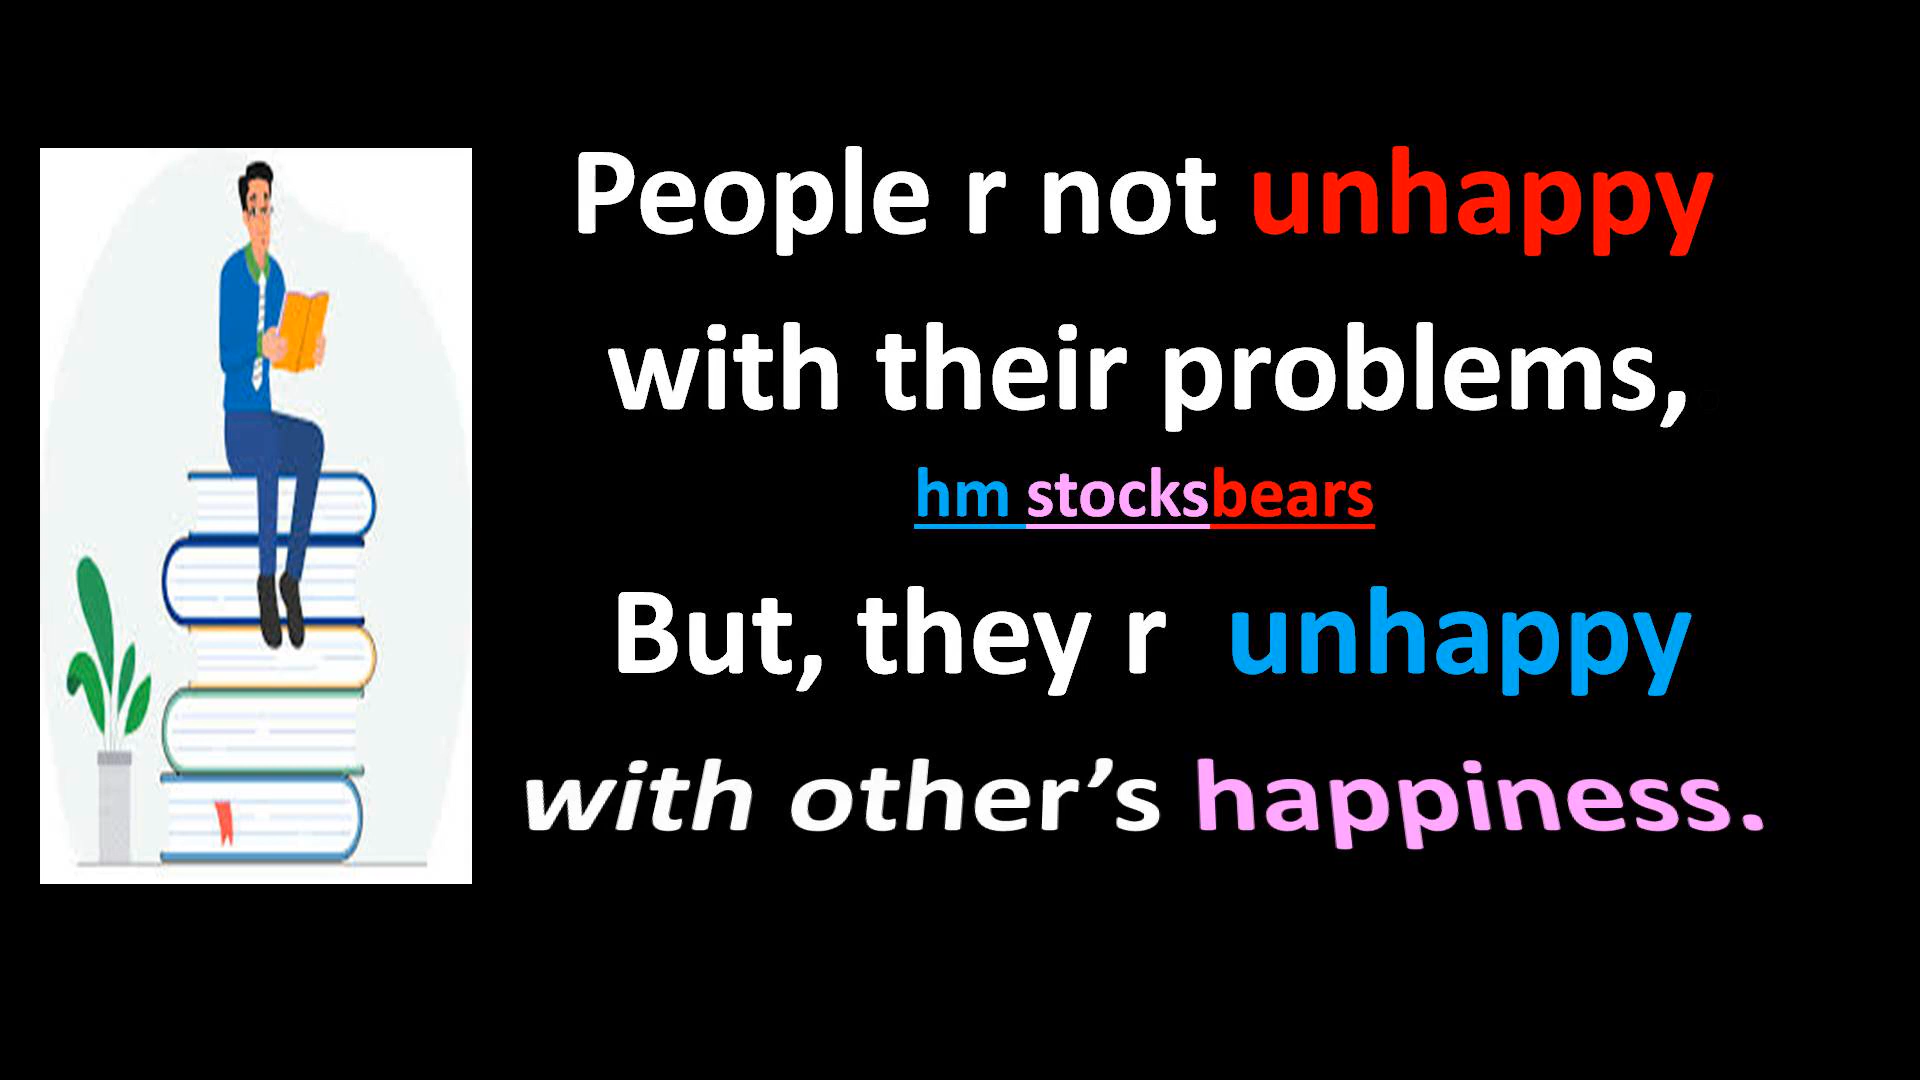 People r not unhappy
with their problems,
hm stocksbears
But, they r unhappy
with other’s happiness.